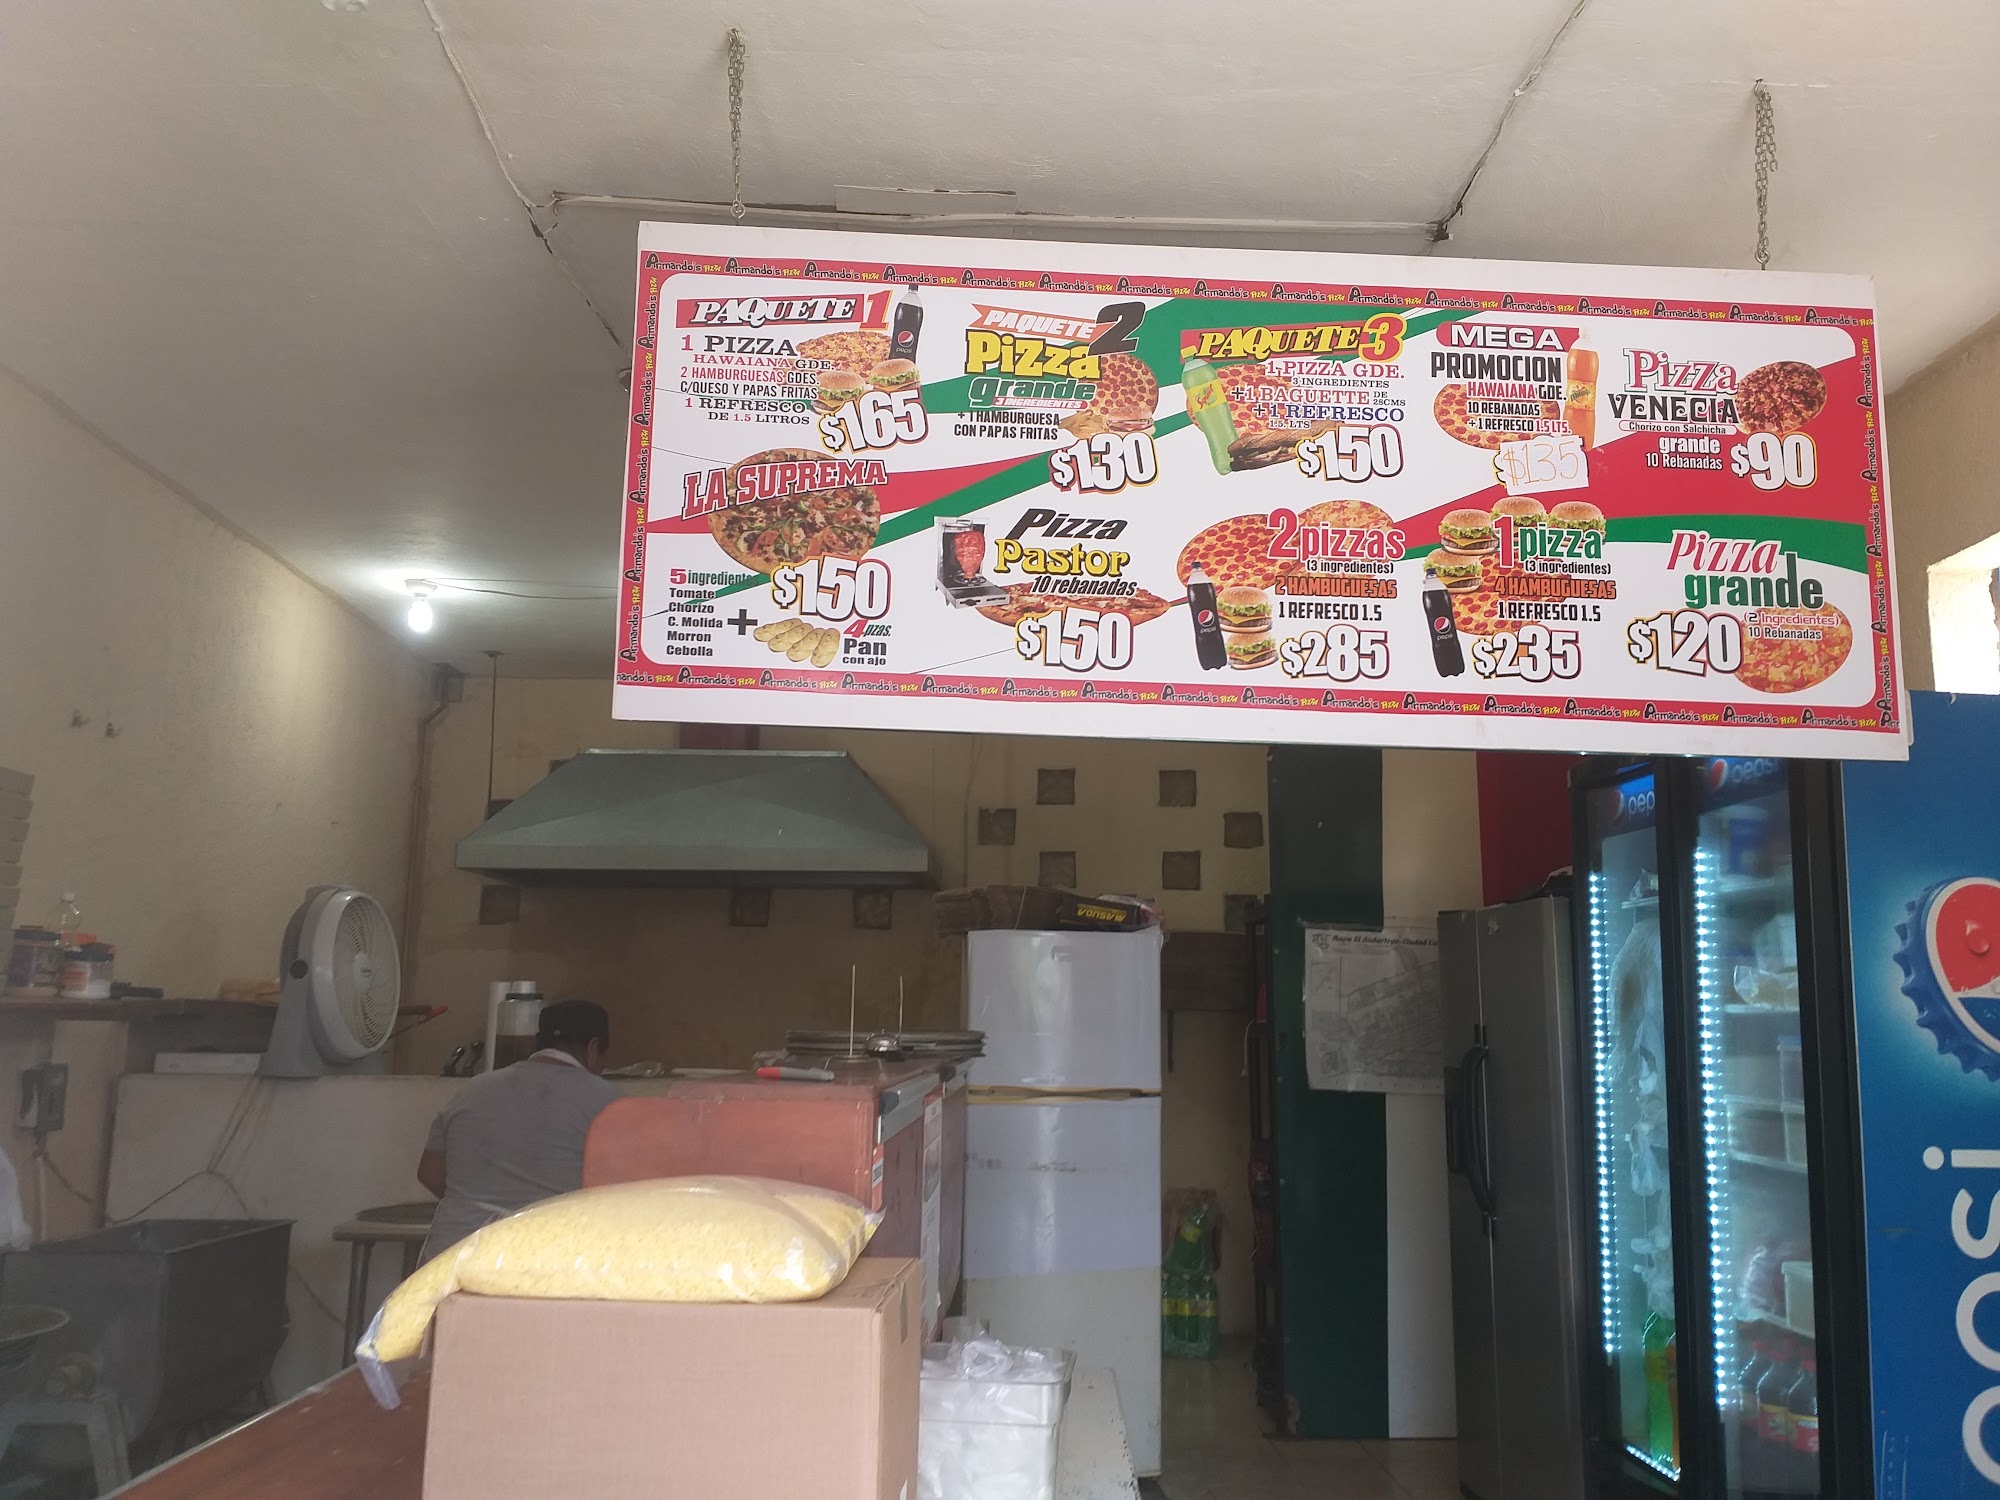 Armando's Pizza
PAQUETE 1
1 PIZZA
HAWAIANA GDE.
2 HAMBURGUESAS GDES.
C/QUESO Y PAPAS FRITAS
1 REFRESCO
DE 1.5 LITROS
$165
PAQUETE 2
Pizza
grande
3 INGREDIENTES
+ 1 HAMBURGUESA
CON PAPAS FRITAS
$130
PAQUETE 3
1 PIZZA GDE.
3 INGREDIENTES
+1 BAGUETTE DE 28CMS
+1 REFRESCO
1.5. LTS
$150
MEGA
PROMOCION
HAWAIANA GDE.
10 REBANADAS
+ 1 REFRESCO 1.5 LTS.
$135
Pizza
VENECIA
Chorizo con Salchicha
grande
10 Rebanadas
$90
LA SUPREMA
$150
5 ingredientes
Tomate
Chorizo
C. Molida
Morron
Cebolla
+
4 pzas.
Pan
con ajo
Pizza
Pastor
10 rebanadas
$150
2 pizzas
(3 ingredientes)
2 HAMBUGUESAS
1 REFRESCO 1.5
$285
1 pizza
(3 ingredientes)
4 HAMBUGUESAS
1 REFRESCO 1.5
$235
Pizza
grande
(2 Ingredientes)
10 Rebanadas
$120
pepsi
pepsi
pepsi